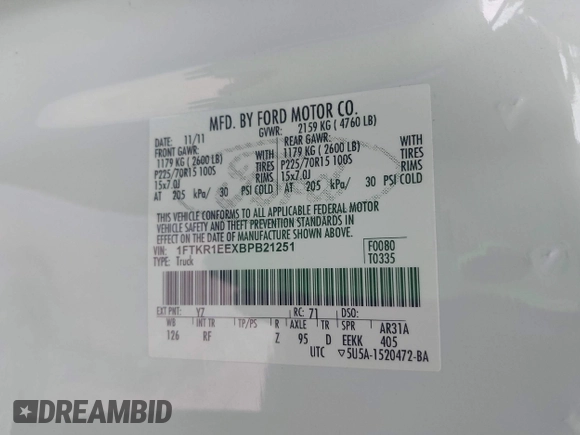 MFD. BY FORD MOTOR CO.
11/11 GVWR: 2159 KG ( 4760 LB)
FRONT GAWR: REAR GAWR:
1179 KG ( 2600 LB) WITH 1179 KG ( 2600 LB) WITH
P225/70R15 100S TIRES P225/70R15 100S TIRES
15x7.0J RIMS 15x7.0J RIMS
AT 205 kPa/ 30 PSI COLD AT 205 kPa/ 30 PSI COLD
THIS VEHICLE CONFORMS TO ALL APPLICABLE FEDERAL MOTOR
VEHICLE SAFETY AND THEFT PREVENTION STANDARDS IN
EFFECT ON THE DATE OF MANUFACTURE SHOWN ABOVE.
VIN: 1FTKR1EEXBPB21251 F0080
TYPE: Truck T0335
EXT PNT: YZ RC: 71 DSO:
WB INT TR TP/PS R AXLE TR SPR AR31A
126 RF Z 95 D EEKK 405
UTC ▽5U5A-1520472-BA
DREAMBID